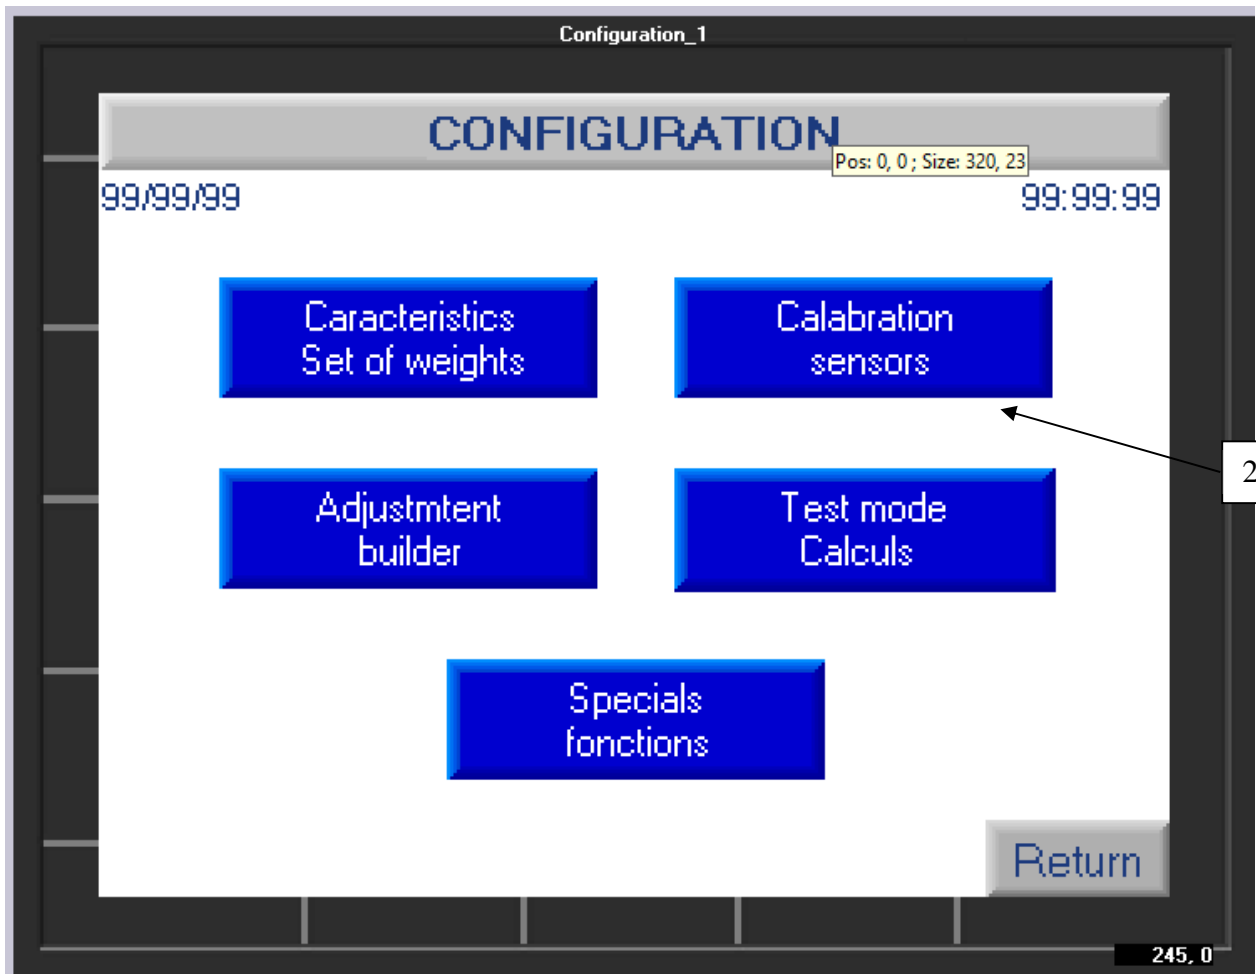 Configuration_1
CONFIGURATION
Pos: 0, 0 ; Size: 320, 23
99/99/99
99:99:99
Caracteristics
Set of weights
Calabration
sensors
2
Adjustmtent
builder
Test mode
Calculs
Specials
fonctions
Return
245, 0